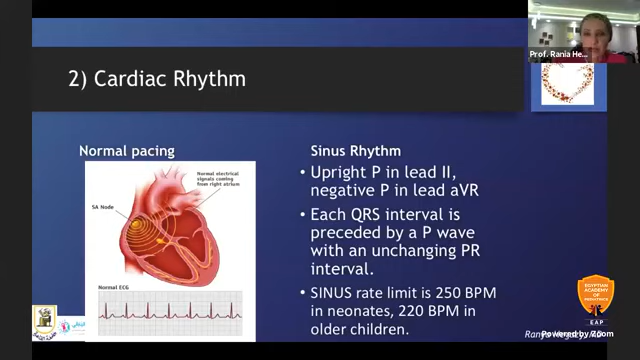 Prof. Rania He...
2) Cardiac Rhythm
Normal pacing
Normal electrical
signals coming
from right atrium
SA Node
Normal ECG
Sinus Rhythm
• Upright P in lead II,
negative P in lead aVR
• Each QRS interval is
preceded by a P wave
with an unchanging PR
interval.
• SINUS rate limit is 250 BPM
in neonates, 220 BPM in
older children.
EGYPTIAN
ACADEMY
OF
PEDIATRICS
EAP
Powered by Zoom